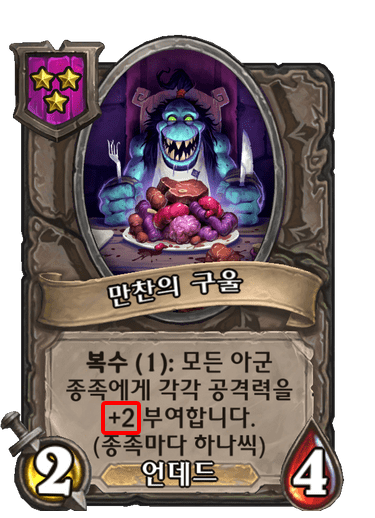 만찬의 구울
복수 (1): 모든 아군
종족에게 각각 공격력을
+2 부여합니다.
(종족마다 하나씩)
언데드
2
4